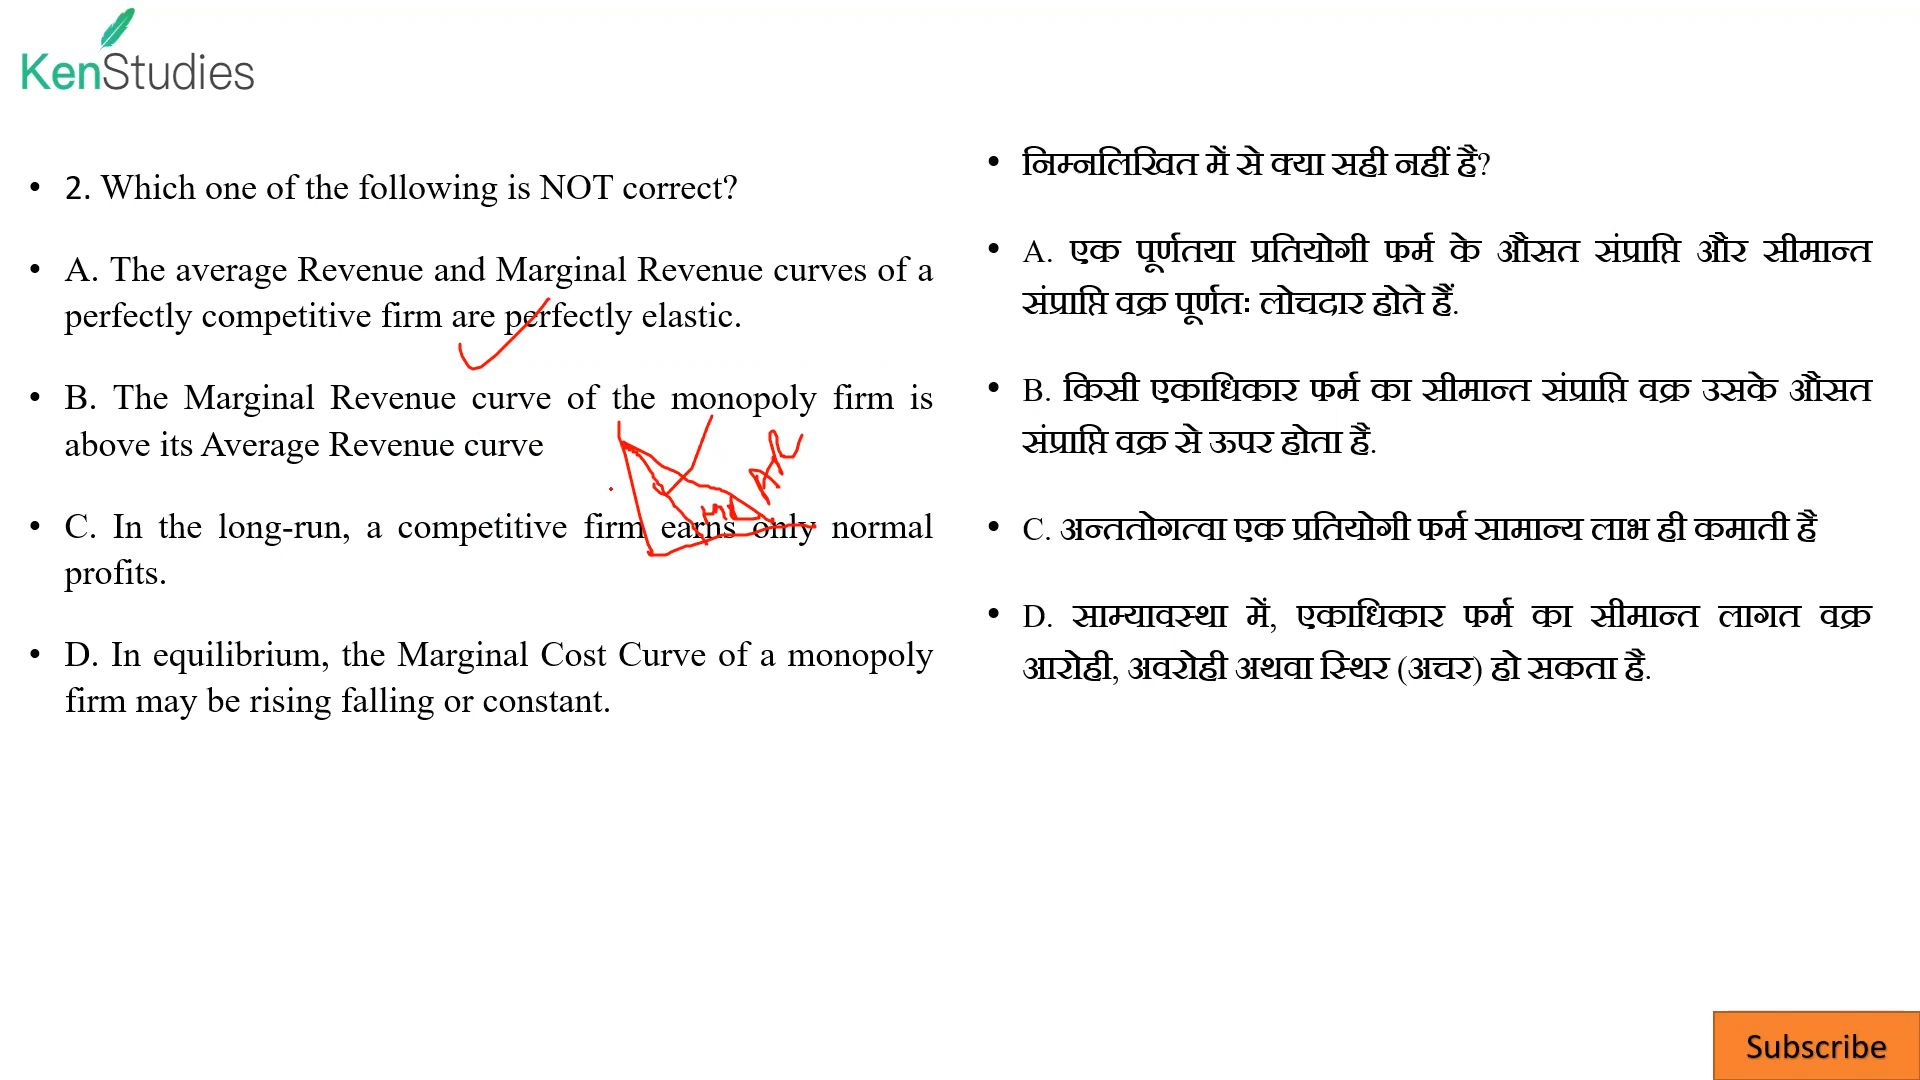 KenStudies
• 2. Which one of the following is NOT correct?
• A. The average Revenue and Marginal Revenue curves of a
perfectly competitive firm are perfectly elastic.
• B. The Marginal Revenue curve of the monopoly firm is
above its Average Revenue curve
• C. In the long-run, a competitive firm earns only normal
profits.
• D. In equilibrium, the Marginal Cost Curve of a monopoly
firm may be rising falling or constant.
• निम्नलिखित में से क्या सही नहीं है?
• A. एक पूर्णतया प्रतियोगी फर्म के औसत संप्राप्ति और सीमान्त
संप्राप्ति वक्र पूर्णतः लोचदार होते हैं.
• B. किसी एकाधिकार फर्म का सीमान्त संप्राप्ति वक्र उसके औसत
संप्राप्ति वक्र से ऊपर होता है.
• C. अन्ततोगत्वा एक प्रतियोगी फर्म सामान्य लाभ ही कमाती है
• D. साम्यावस्था में, एकाधिकार फर्म का सीमान्त लागत वक्र
आरोही, अवरोही अथवा स्थिर (अचर) हो सकता है.
Subscribe